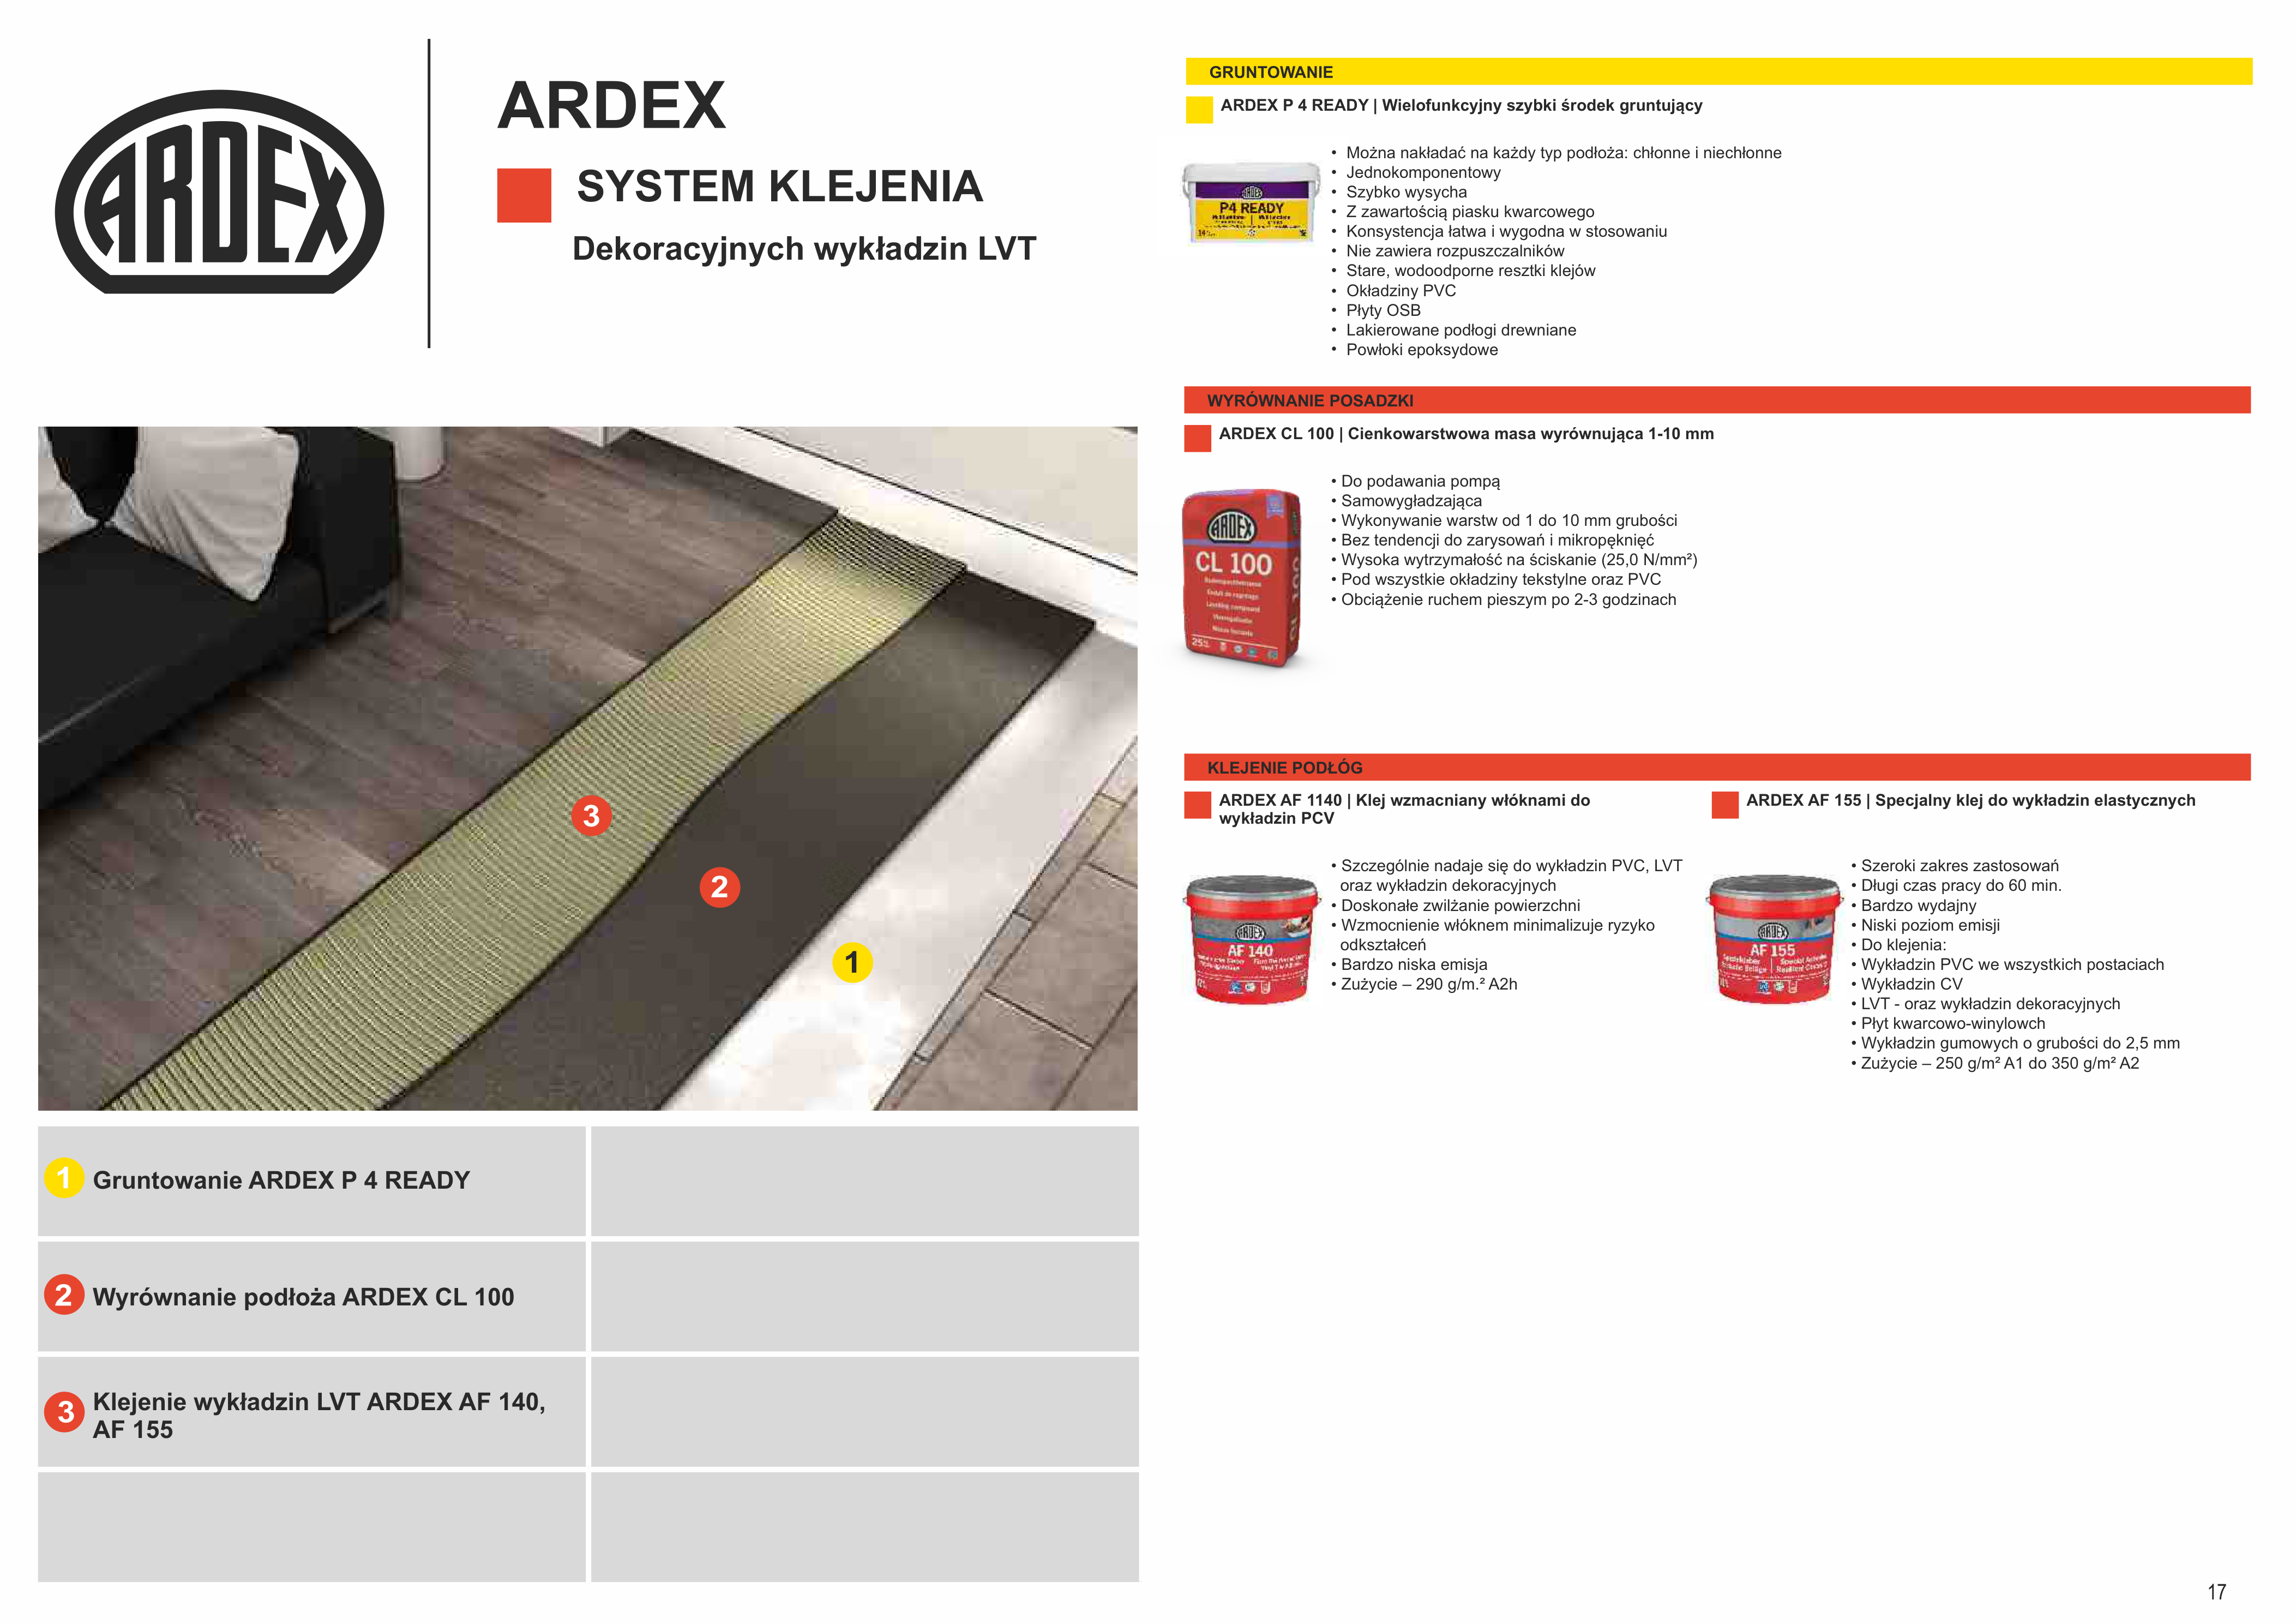 ARDEX
ARDEX
SYSTEM KLEJENIA
Dekoracyjnych wykładzin LVT
3
2
1
1 Gruntowanie ARDEX P 4 READY
2 Wyrównanie podłoża ARDEX CL 100
3 Klejenie wykładzin LVT ARDEX AF 140,
AF 155
GRUNTOWANIE
ARDEX P 4 READY | Wielofunkcyjny szybki środek gruntujący
ARDEX
P4 READY
• Można nakładać na każdy typ podłoża: chłonne i niechłonne
• Jednokomponentowy
• Szybko wysycha
• Z zawartością piasku kwarcowego
• Konsystencja łatwa i wygodna w stosowaniu
• Nie zawiera rozpuszczalników
• Stare, wodoodporne resztki klejów
• Okładziny PVC
• Płyty OSB
• Lakierowane podłogi drewniane
• Powłoki epoksydowe
WYRÓWNANIE POSADZKI
ARDEX CL 100 | Cienkowarstwowa masa wyrównująca 1-10 mm
ARDEX
CL 100
• Do podawania pompą
• Samowygładzająca
• Wykonywanie warstw od 1 do 10 mm grubości
• Bez tendencji do zarysowań i mikropęknięć
• Wysoka wytrzymałość na ściskanie (25,0 N/mm²)
• Pod wszystkie okładziny tekstylne oraz PVC
• Obciążenie ruchem pieszym po 2-3 godzinach
KLEJENIE PODŁÓG
ARDEX AF 1140 | Klej wzmacniany włóknami do
wykładzin PCV
ARDEX
AF 140
• Szczególnie nadaje się do wykładzin PVC, LVT
oraz wykładzin dekoracyjnych
• Doskonałe zwilżanie powierzchni
• Wzmocnienie włóknem minimalizuje ryzyko
odkształceń
• Bardzo niska emisja
• Zużycie – 290 g/m.² A2h
ARDEX AF 155 | Specjalny klej do wykładzin elastycznych
ARDEX
AF 155
• Szeroki zakres zastosowań
• Długi czas pracy do 60 min.
• Bardzo wydajny
• Niski poziom emisji
• Do klejenia:
• Wykładzin PVC we wszystkich postaciach
• Wykładzin CV
• LVT - oraz wykładzin dekoracyjnych
• Płyt kwarcowo-winylowch
• Wykładzin gumowych o grubości do 2,5 mm
• Zużycie – 250 g/m² A1 do 350 g/m² A2
17